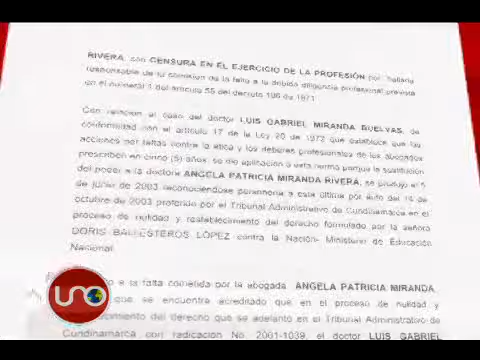 RIVERA, con CENSURA EN EL EJERCICIO DE LA PROFESIÓN por hallarla
responsable de la comisión de la falta a la debida diligencia profesional prevista
en el numeral 1 del artículo 55 del decreto 196 de 1971.
Con relación al caso del doctor LUIS GABRIEL MIRANDA BUELVAS, de
conformidad con el artículo 17 de la Ley 20 de 1972 que establece que las
acciones por faltas contra la ética y los deberes profesionales de los abogados
prescriben en cinco (5) años, se dio aplicación a esta norma porque la sustitución
del poder a la doctora ANGELA PATRICIA MIRANDA RIVERA, se produjo el 5
de junio de 2003 reconociéndose personería a esta última por auto del 14 de
octubre de 2003 proferido por el Tribunal Administrativo de Cundinamarca en el
proceso de nulidad y restablecimiento del derecho formulado por la señora
DORIS BALLESTEROS LÓPEZ contra la Nación- Ministerio de Educación
Nacional.
a la falta cometida por la abogada ANGELA PATRICIA MIRANDA
que se encuentra acreditado que en el proceso de nulidad y
del derecho que se adelantó en el Tribunal Administrativo de
Cundinamarca con radicación No. 2001-1039, el doctor LUIS GABRIEL
UNO